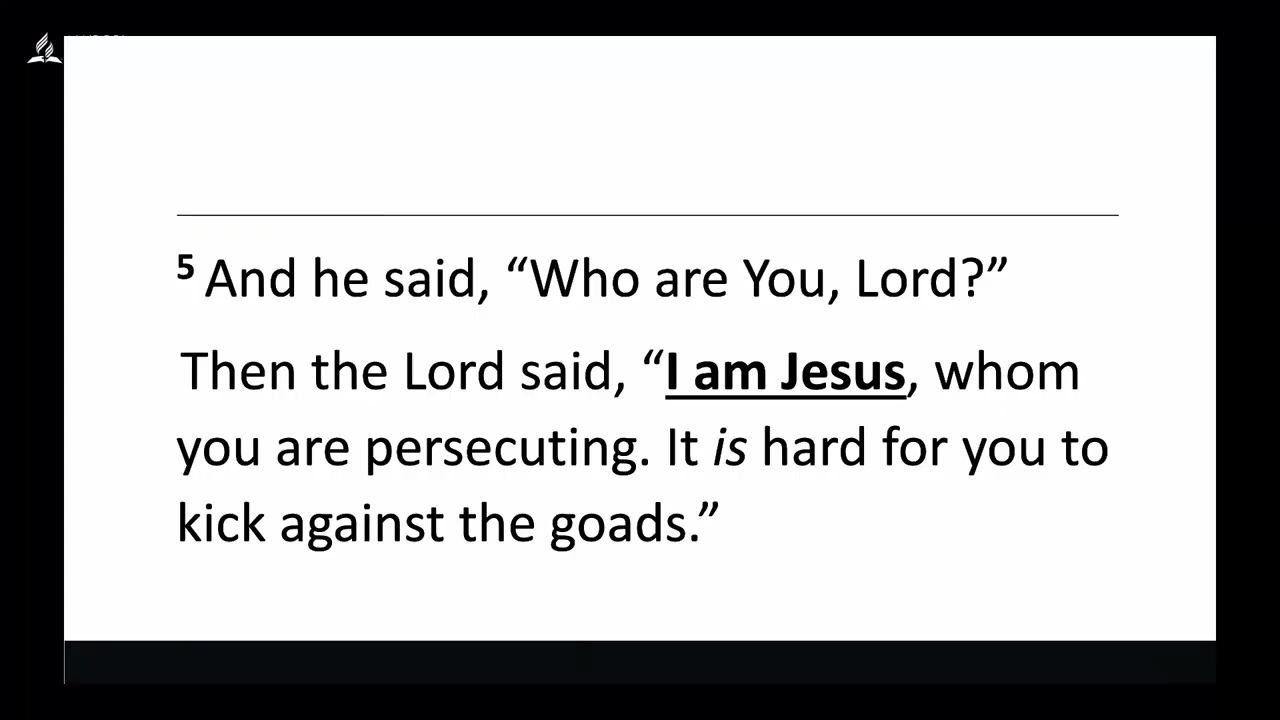 5 And he said, “Who are You, Lord?”
Then the Lord said, “I am Jesus, whom
you are persecuting. It is hard for you to
kick against the goads.”